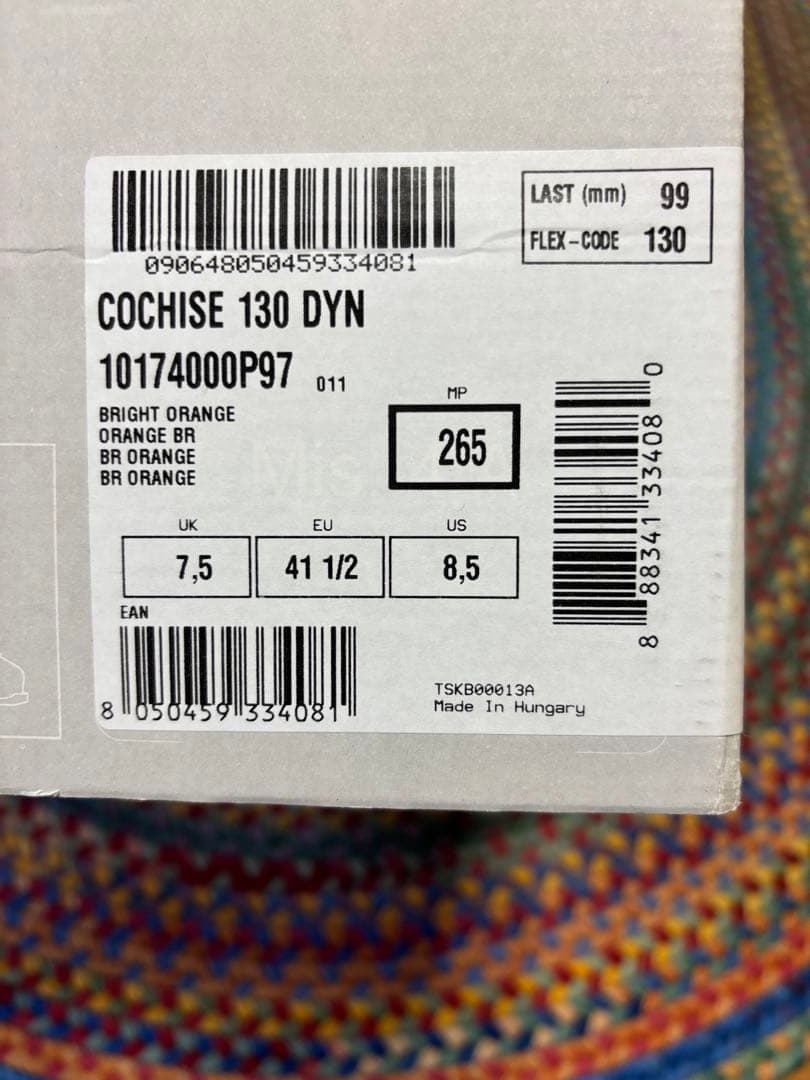 LAST (mm) 99
FLEX-CODE 130
090648050459334081
COCHISE 130 DYN
10174000P97 011
BRIGHT ORANGE
ORANGE BR
BR ORANGE
BR ORANGE
MP
265
UK EU US
7,5 41 1/2 8,5
EAN
8 050459 334081
8 88341 33408 0
TSKB00013A
Made In Hungary